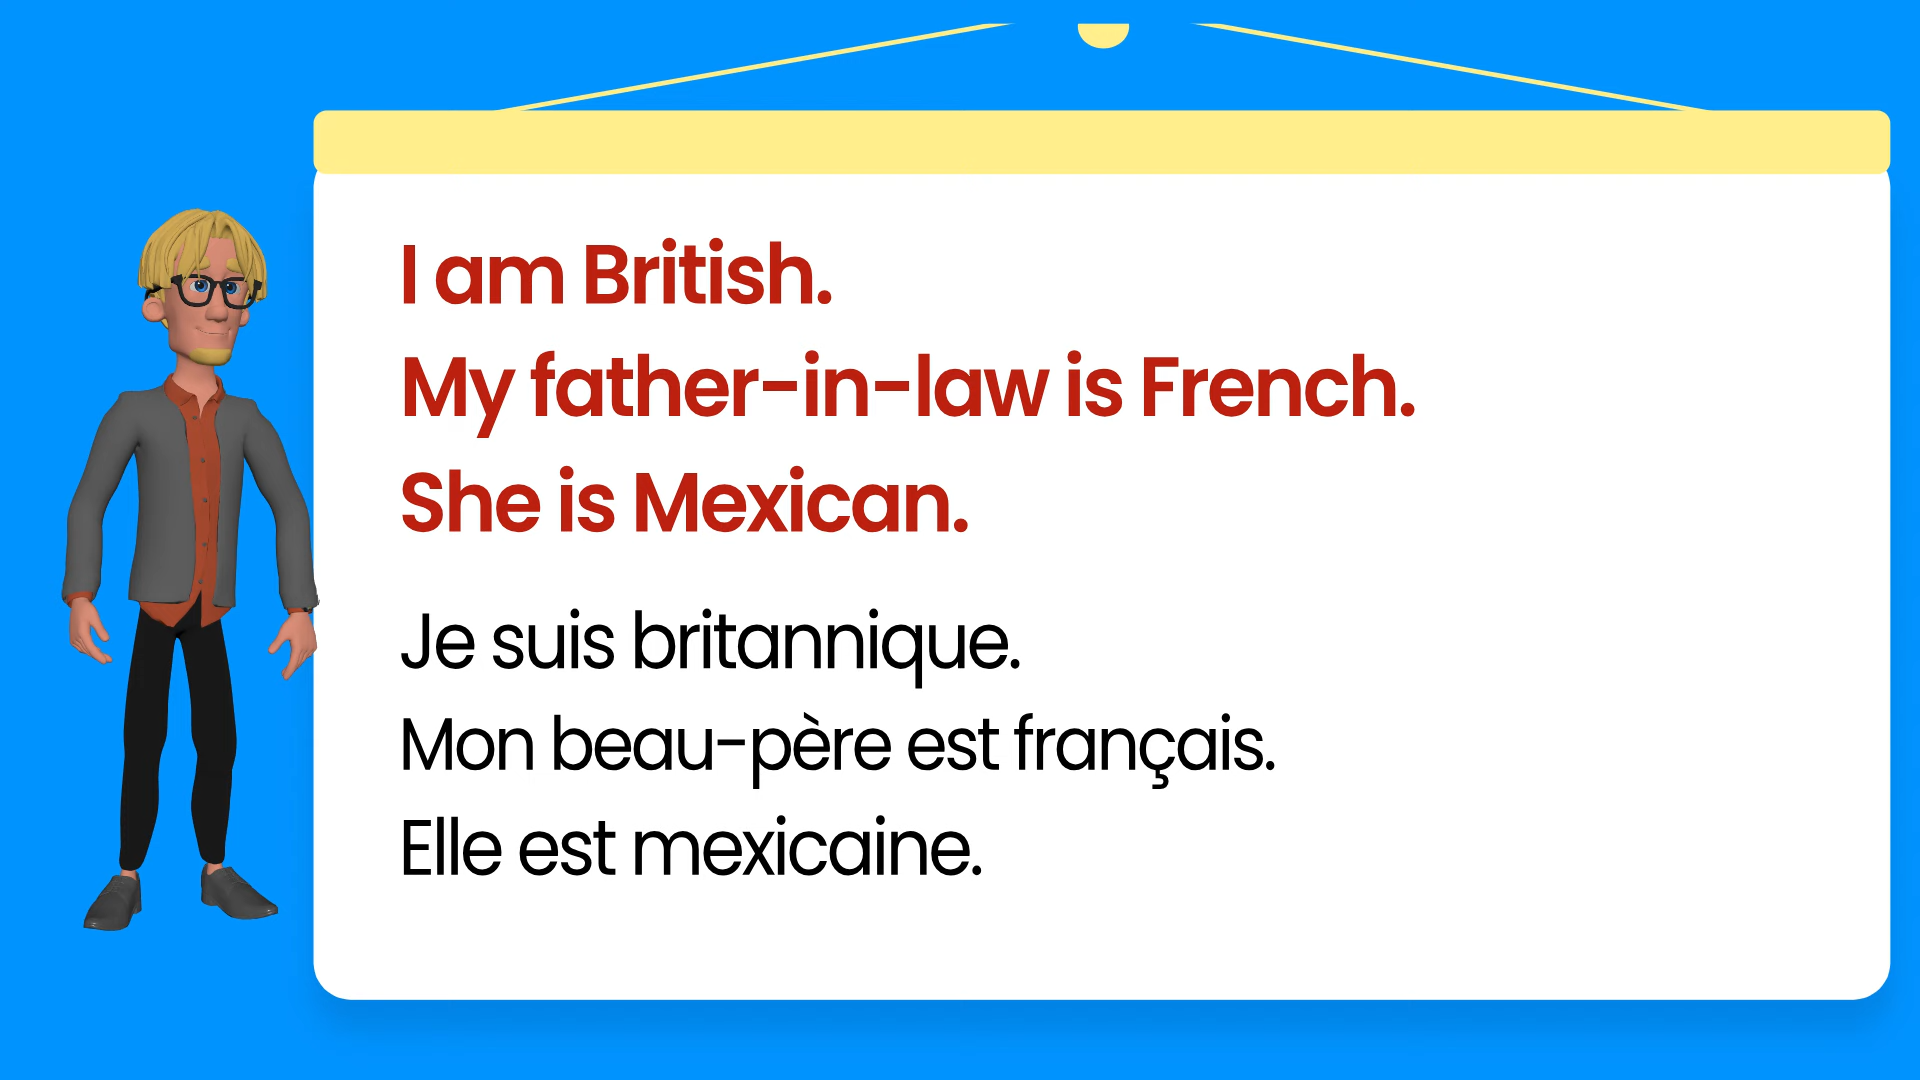 I am British.
My father-in-law is French.
She is Mexican.
Je suis britannique.
Mon beau-père est français.
Elle est mexicaine.